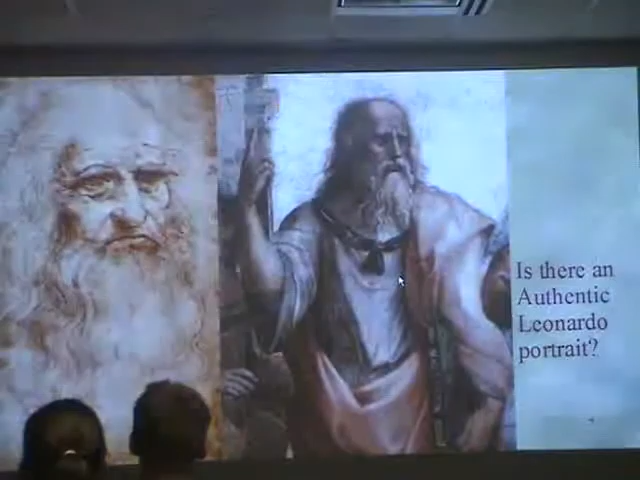 Is there an
Authentic
Leonardo
portrait?